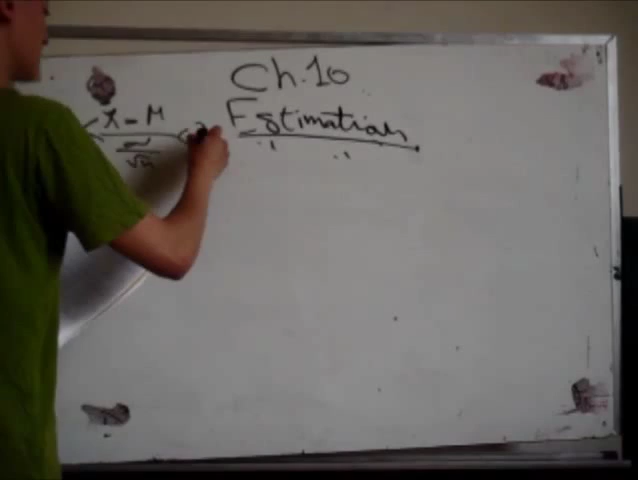 Ch.10
Estimation
X - M
√n